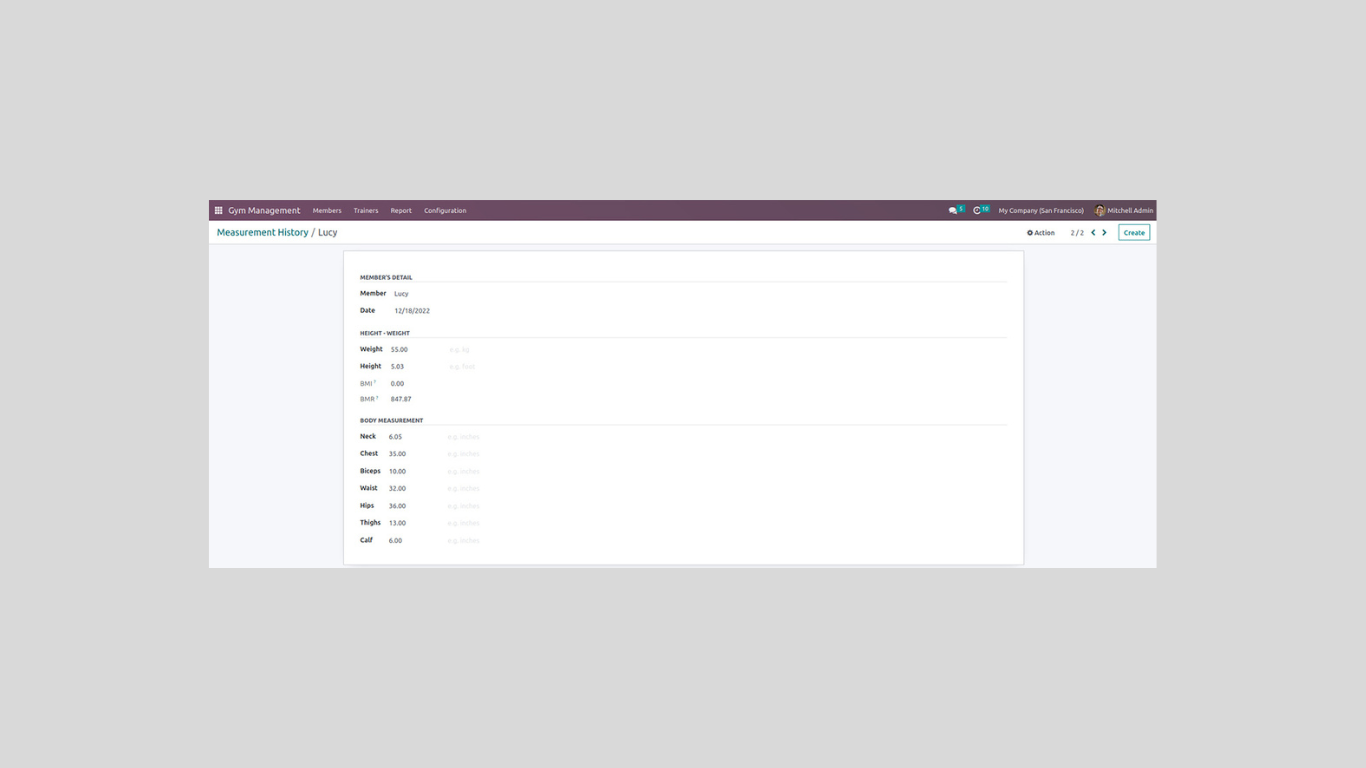 Gym Management Members Trainers Report Configuration 5 10 My Company (San Francisco) Mitchell Admin
Measurement History / Lucy Action 2 / 2 Create
MEMBER'S DETAIL
Member Lucy
Date 12/18/2022
HEIGHT - WEIGHT
Weight 55.00 e.g. kg
Height 5.03 e.g. foot
BMI ? 0.00
BMR ? 847.87
BODY MEASUREMENT
Neck 6.05 e.g. inches
Chest 35.00 e.g. inches
Biceps 10.00 e.g. inches
Waist 32.00 e.g. inches
Hips 36.00 e.g. inches
Thighs 13.00 e.g. inches
Calf 6.00 e.g. inches